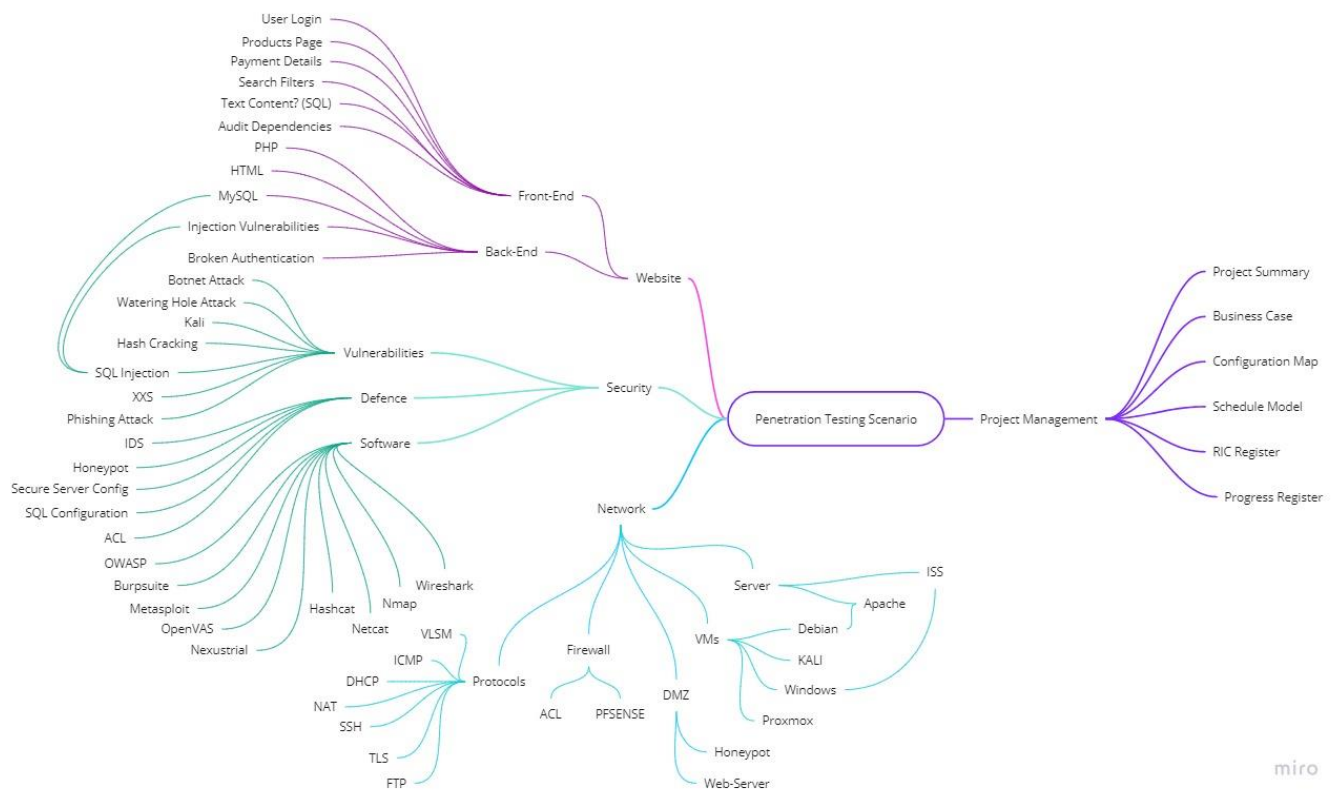 User Login
Products Page
Payment Details
Search Filters
Text Content? (SQL)
Audit Dependencies
PHP
HTML
MySQL
Injection Vulnerabilities
Broken Authentication
Front-End
Back-End
Website
Botnet Attack
Watering Hole Attack
Kali
Hash Cracking
SQL Injection
XXS
Phishing Attack
IDS
Honeypot
Secure Server Config
SQL Configuration
ACL
OWASP
Burpsuite
Metasploit
OpenVAS
Nexustrial
Hashcat
Netcat
Nmap
Wireshark
Vulnerabilities
Defence
Software
Security
Penetration Testing Scenario
Project Management
Project Summary
Business Case
Configuration Map
Schedule Model
RIC Register
Progress Register
Network
VLSM
ICMP
DHCP
NAT
SSH
TLS
FTP
Protocols
Firewall
ACL
PFSENSE
DMZ
Honeypot
Web-Server
VMs
Debian
KALI
Windows
Proxmox
Server
ISS
Apache
miro